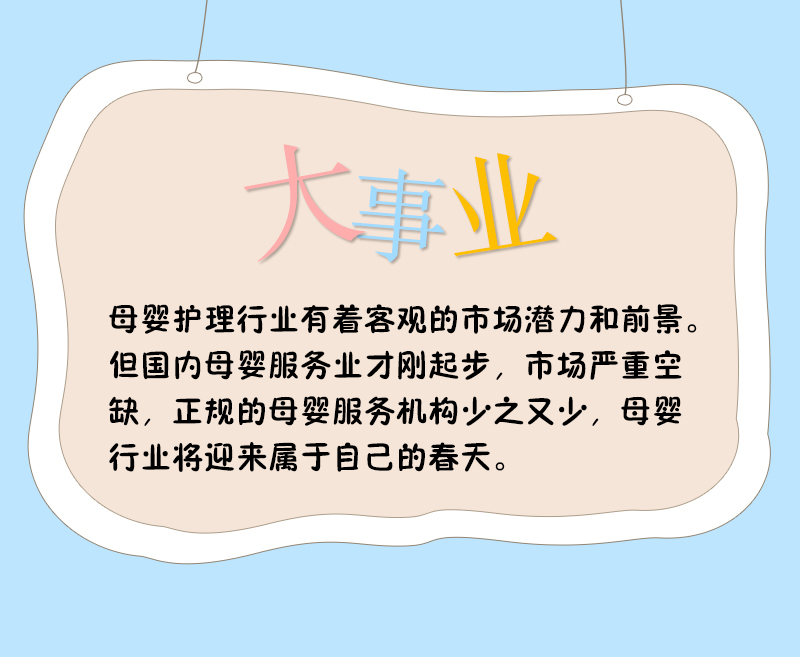 大事业
母婴护理行业有着客观的市场潜力和前景。
但国内母婴服务业才刚起步，市场严重空
缺，正规的母婴服务机构少之又少，母婴
行业将迎来属于自己的春天。